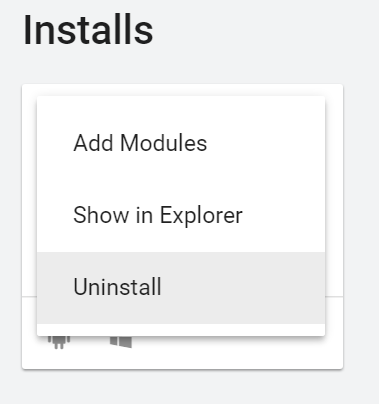 Installs
Add Modules
Show in Explorer
Uninstall